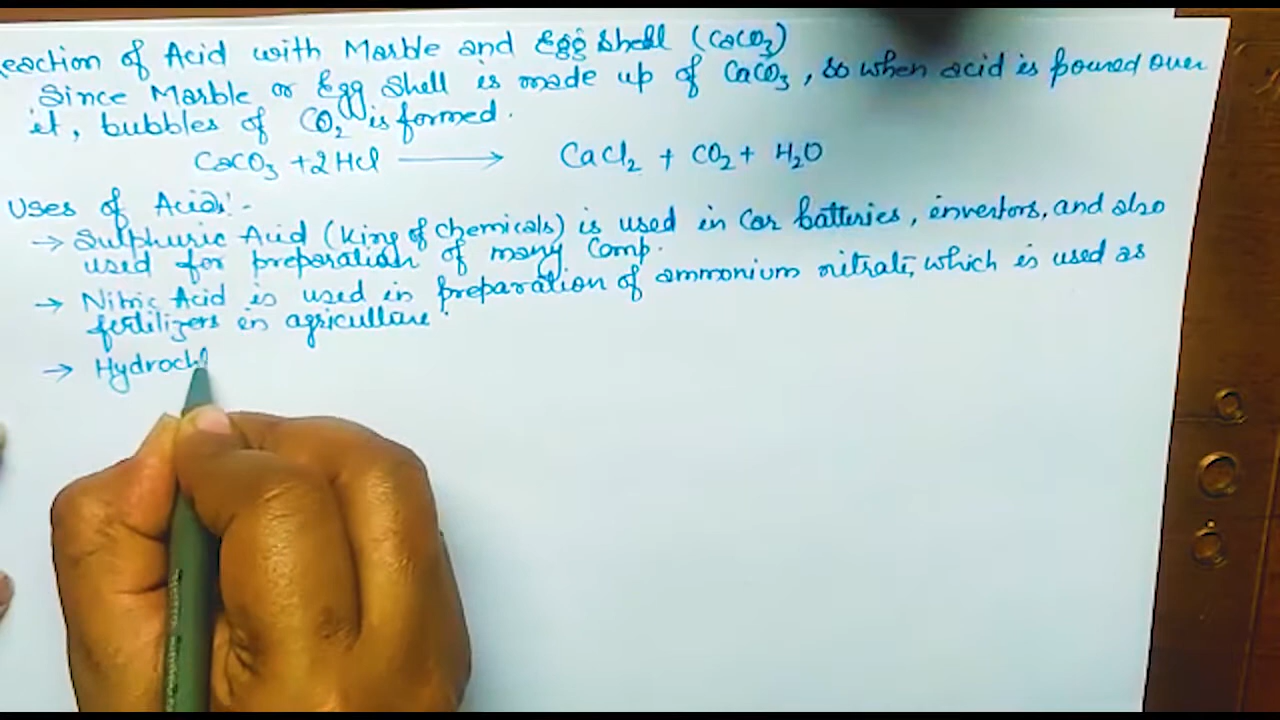 eaction of Acid with Marble and Egg Shell (CaCO3)
Since Marble or Egg Shell is made up of CaCO3, so when acid is poured over
it, bubbles of CO2 is formed.
CaCO3 + 2HCl ⟶ CaCl2 + CO2 + H2O
Uses of Acids:-
→ Sulphuric Acid (King of chemicals) is used in Car batteries, invertors, and also
used for preparation of many Comp.
→ Nitric Acid is used in preparation of ammonium nitrate, which is used as
fertilizers in agriculture.
→ Hydrochl